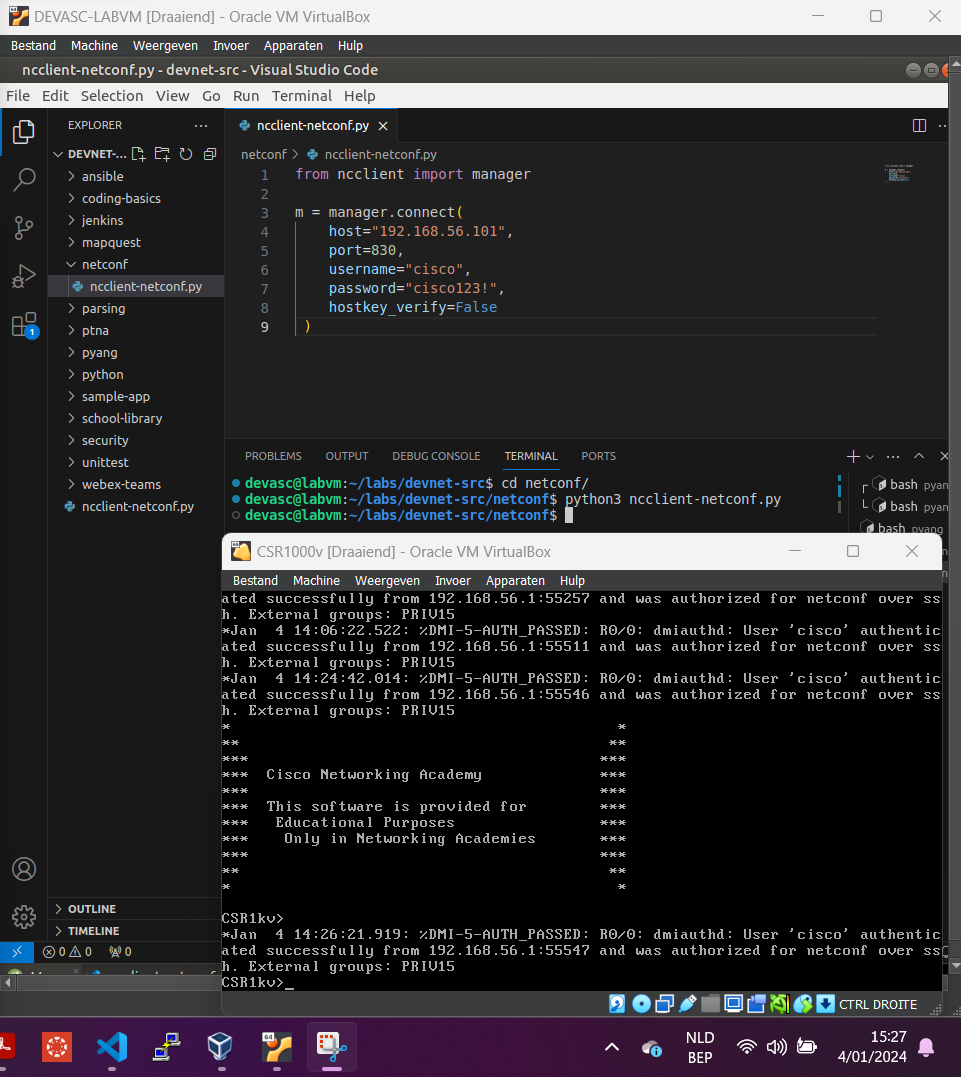 DEVASC-LABVM [Draaiend] - Oracle VM VirtualBox
Bestand Machine Weergeven Invoer Apparaten Hulp
ncclient-netconf.py - devnet-src - Visual Studio Code
File Edit Selection View Go Run Terminal Help
EXPLORER
DEVNET-...
ansible
coding-basics
jenkins
mapquest
netconf
ncclient-netconf.py
parsing
ptna
pyang
python
sample-app
school-library
security
unittest
webex-teams
ncclient-netconf.py
OUTLINE
TIMELINE
1
ncclient-netconf.py
netconf > ncclient-netconf.py
1 from ncclient import manager
2
3 m = manager.connect(
4 host="192.168.56.101",
5 port=830,
6 username="cisco",
7 password="cisco123!",
8 hostkey_verify=False
9 )
PROBLEMS OUTPUT DEBUG CONSOLE TERMINAL PORTS
devasc@labvm:~/labs/devnet-src$ cd netconf/
devasc@labvm:~/labs/devnet-src/netconf$ python3 ncclient-netconf.py
devasc@labvm:~/labs/devnet-src/netconf$
bash pyan
bash pyan
bash pyang
0 0 0
CSR1000v [Draaiend] - Oracle VM VirtualBox
Bestand Machine Weergeven Invoer Apparaten Hulp
ated successfully from 192.168.56.1:55257 and was authorized for netconf over ss
h. External groups: PRIV15
*Jan 4 14:06:22.522: %DMI-5-AUTH_PASSED: R0/0: dmiauthd: User 'cisco' authentic
ated successfully from 192.168.56.1:55511 and was authorized for netconf over ss
h. External groups: PRIV15
*Jan 4 14:24:42.014: %DMI-5-AUTH_PASSED: R0/0: dmiauthd: User 'cisco' authentic
ated successfully from 192.168.56.1:55546 and was authorized for netconf over ss
h. External groups: PRIV15
* *
** **
*** ***
*** Cisco Networking Academy ***
*** ***
*** This software is provided for ***
*** Educational Purposes ***
*** Only in Networking Academies ***
*** ***
** **
* *
CSR1kv>
*Jan 4 14:26:21.919: %DMI-5-AUTH_PASSED: R0/0: dmiauthd: User 'cisco' authentic
ated successfully from 192.168.56.1:55547 and was authorized for netconf over ss
h. External groups: PRIV15
CSR1kv>_
CTRL DROITE
NLD
BEP
15:27
4/01/2024